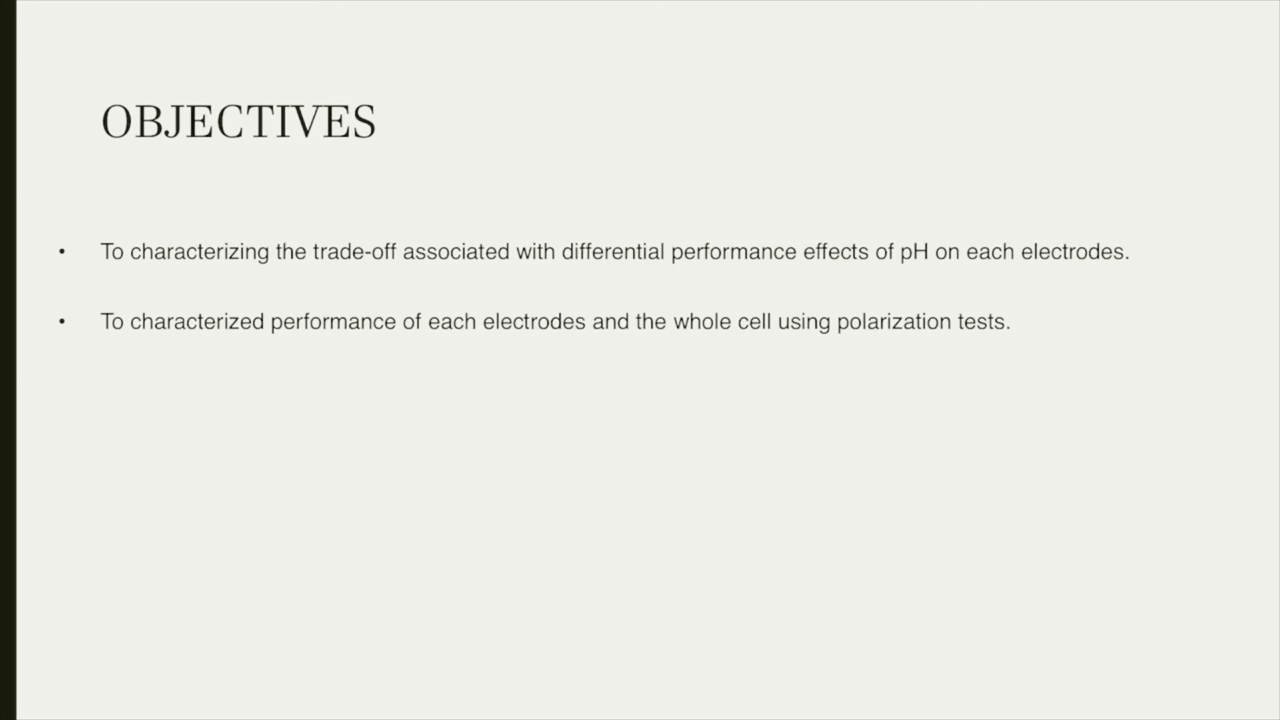 OBJECTIVES
• To characterizing the trade-off associated with differential performance effects of pH on each electrodes.
• To characterized performance of each electrodes and the whole cell using polarization tests.